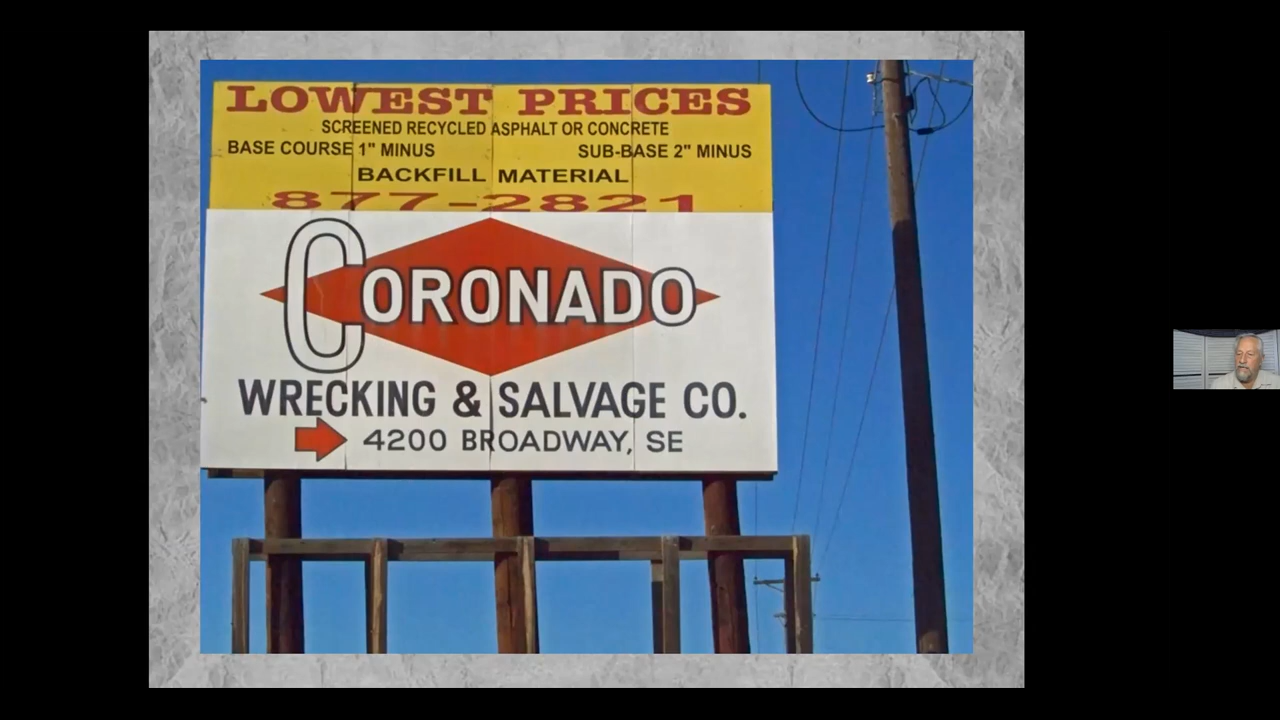 LOWEST PRICES
SCREENED RECYCLED ASPHALT OR CONCRETE
BASE COURSE 1" MINUS SUB-BASE 2" MINUS
BACKFILL MATERIAL
877-2821
CORONADO
WRECKING & SALVAGE CO.
4200 BROADWAY, SE